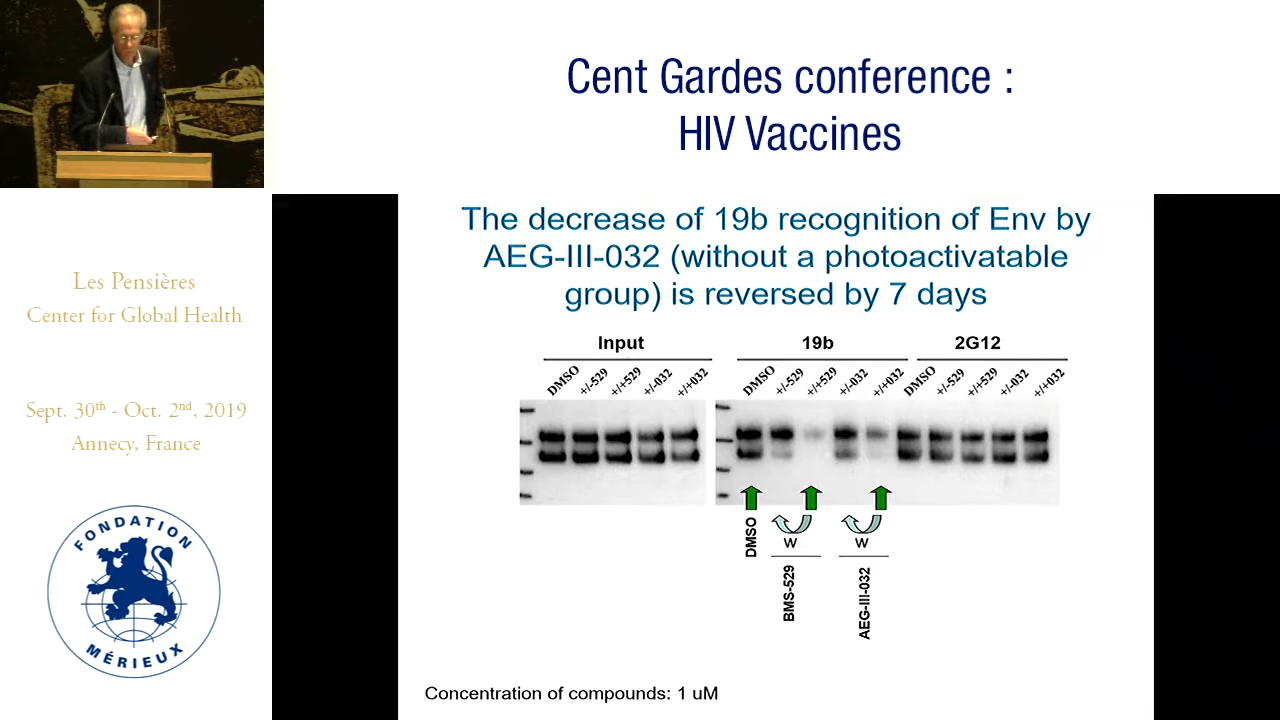 Cent Gardes conference :
HIV Vaccines
Les Pensières
Center for Global Health
Sept. 30th - Oct. 2nd, 2019
Annecy, France
FONDATION
MÉRIEUX
The decrease of 19b recognition of Env by
AEG-III-032 (without a photoactivatable
group) is reversed by 7 days
Input
19b
2G12
DMSO +/-529 +/+529 +/-032 +/+032
DMSO +/-529 +/+529 +/-032 +/+032
DMSO +/-529 +/+529 +/-032 +/+032
DMSO
W
W
BMS-529
AEG-III-032
Concentration of compounds: 1 uM